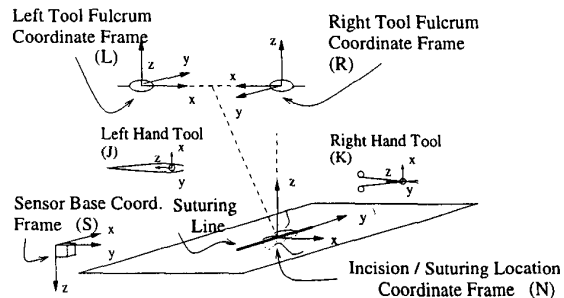 Left Tool Fulcrum
Coordinate Frame
(L)
Right Tool Fulcrum
Coordinate Frame
(R)
z
y
x
z
x
y
Left Hand Tool
(J)
z
x
y
Right Hand Tool
(K)
z
x
y
Sensor Base Coord.
Frame (S)
x
y
z
Suturing
Line
z
y
x
Incision / Suturing Location
Coordinate Frame (N)